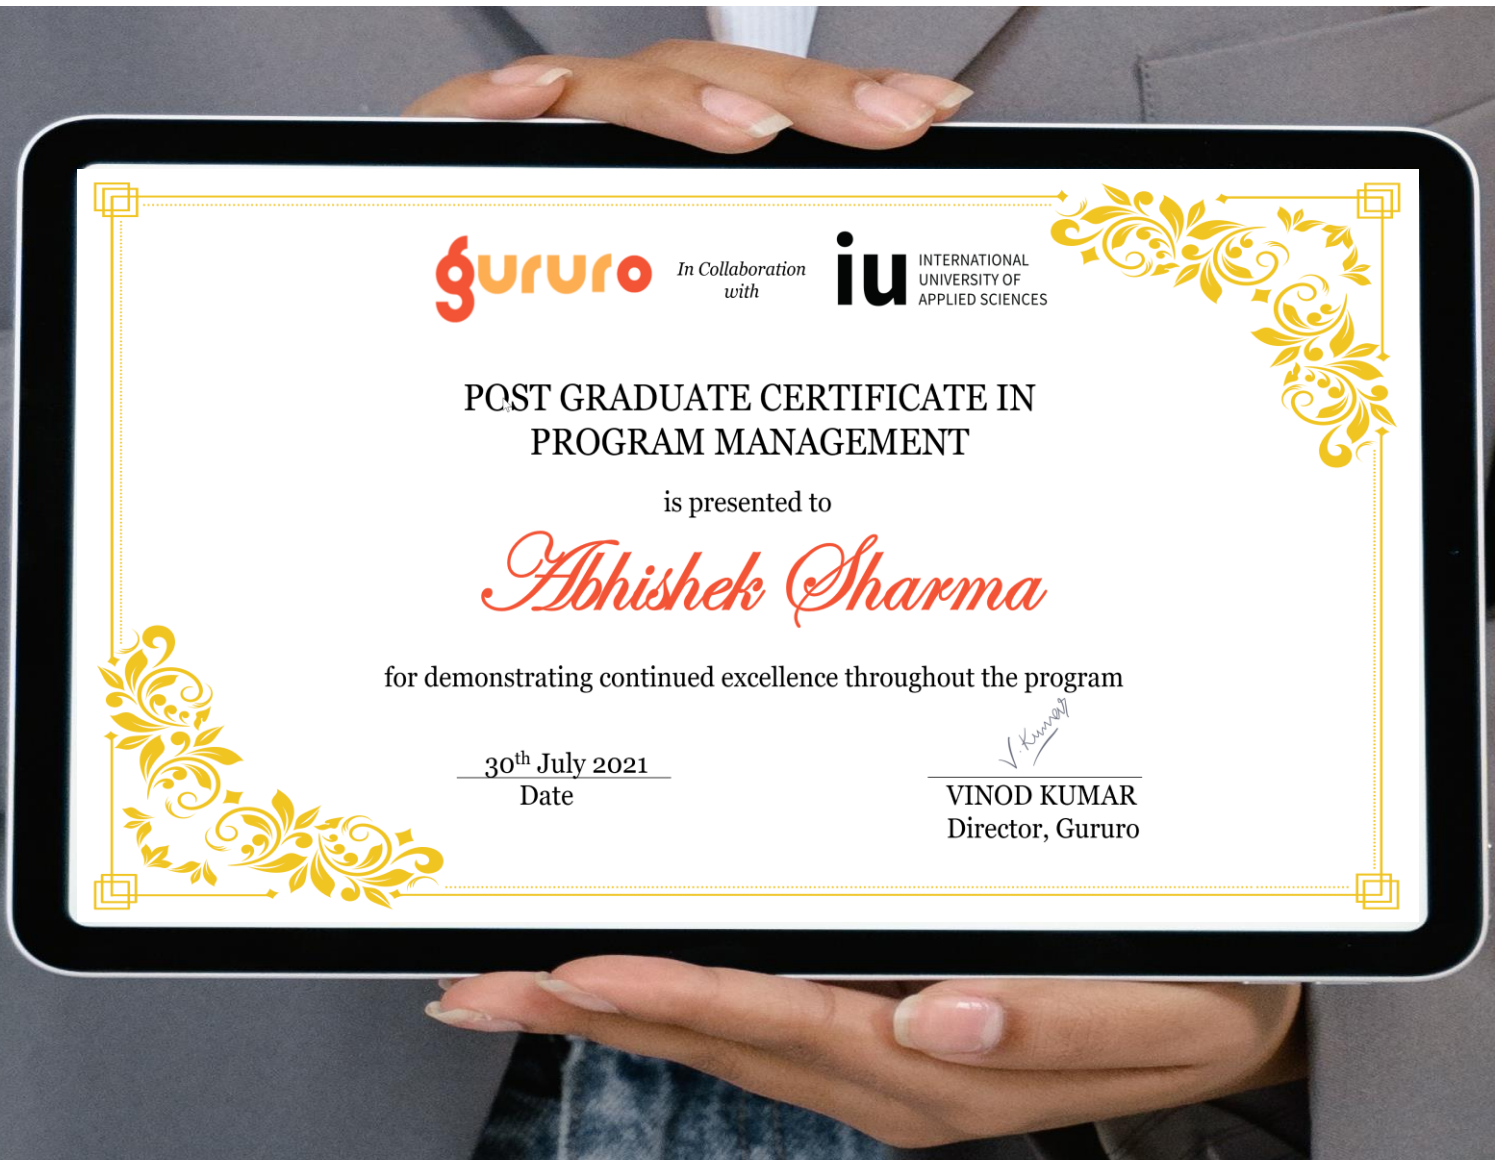 gururo
In Collaboration
with
iu
INTERNATIONAL
UNIVERSITY OF
APPLIED SCIENCES
POST GRADUATE CERTIFICATE IN
PROGRAM MANAGEMENT
is presented to
Abhishek Sharma
for demonstrating continued excellence throughout the program
V. Kumar
30th July 2021
Date
VINOD KUMAR
Director, Gururo